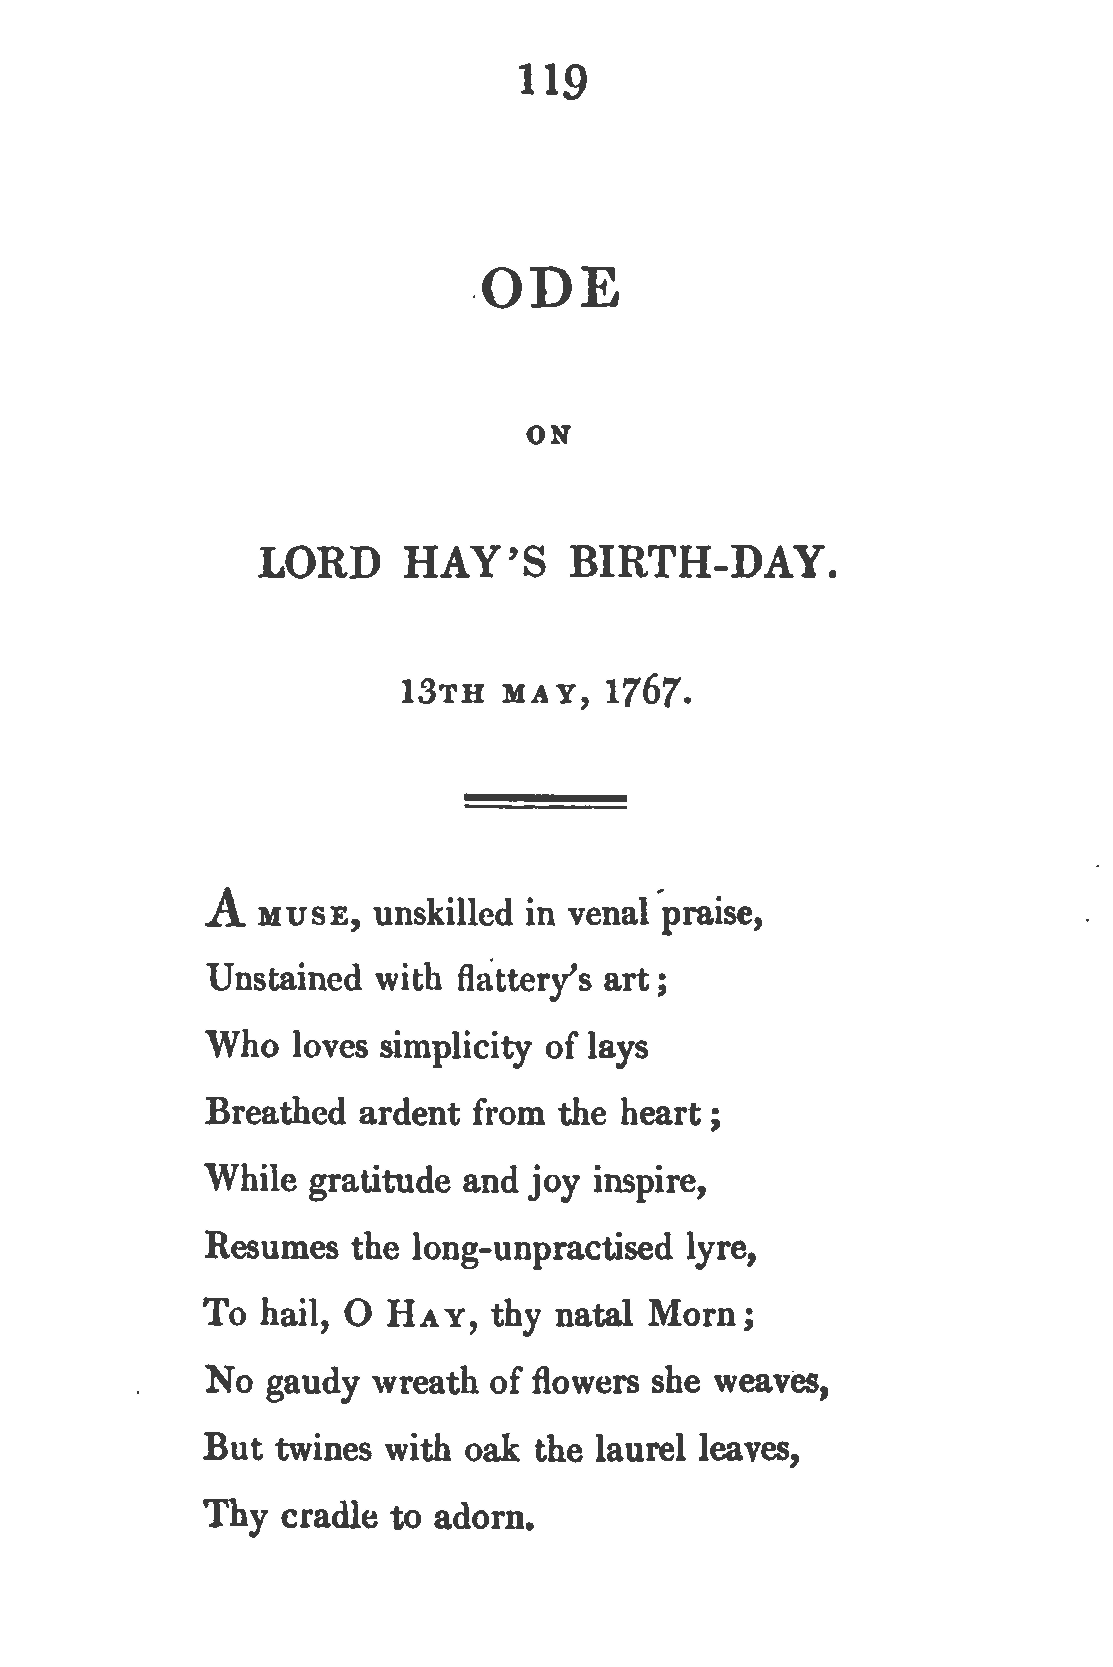 119
ODE
ON
LORD HAY'S BIRTH-DAY.
13TH MAY, 1767.
A MUSE, unskilled in venal praise,
Unstained with flattery's art;
Who loves simplicity of lays
Breathed ardent from the heart;
While gratitude and joy inspire,
Resumes the long-unpractised lyre,
To hail, O HAY, thy natal Morn;
No gaudy wreath of flowers she weaves,
But twines with oak the laurel leaves,
Thy cradle to adorn.